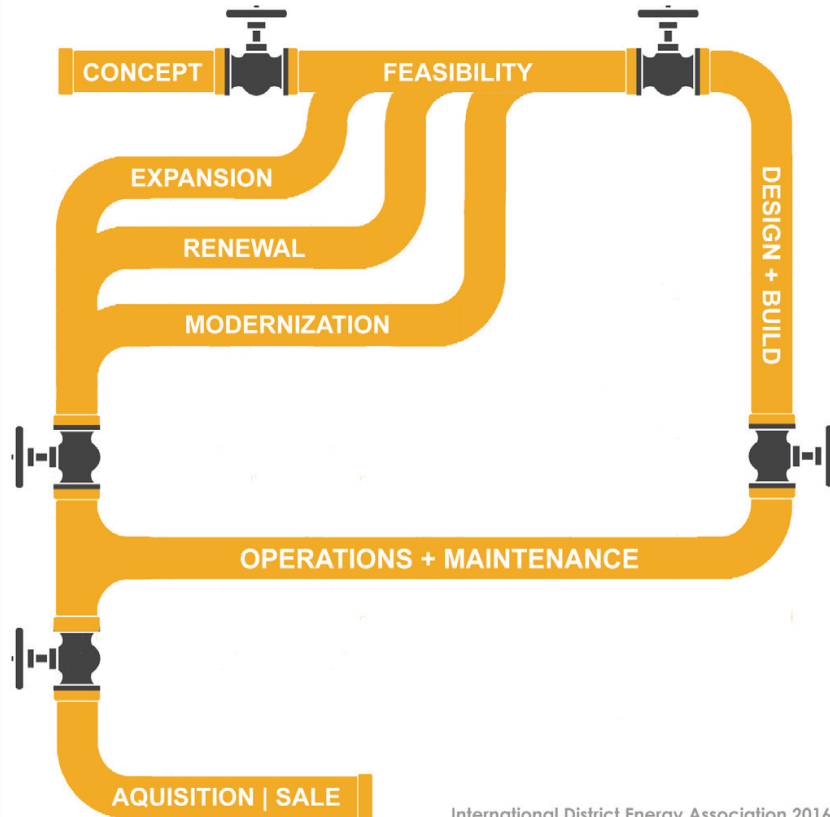 CONCEPT
FEASIBILITY
EXPANSION
RENEWAL
MODERNIZATION
DESIGN + BUILD
OPERATIONS + MAINTENANCE
AQUISITION | SALE
International District Energy Association 2016